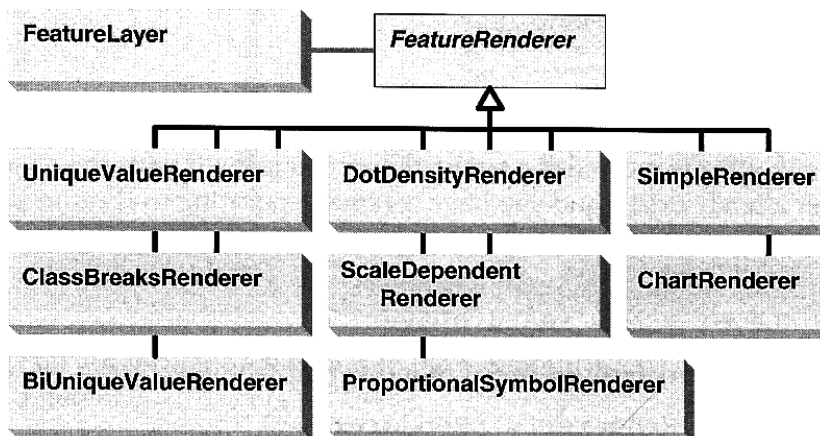 FeatureLayer
FeatureRenderer
UniqueValueRenderer
DotDensityRenderer
SimpleRenderer
ClassBreaksRenderer
ScaleDependent
Renderer
ChartRenderer
BiUniqueValueRenderer
ProportionalSymbolRenderer